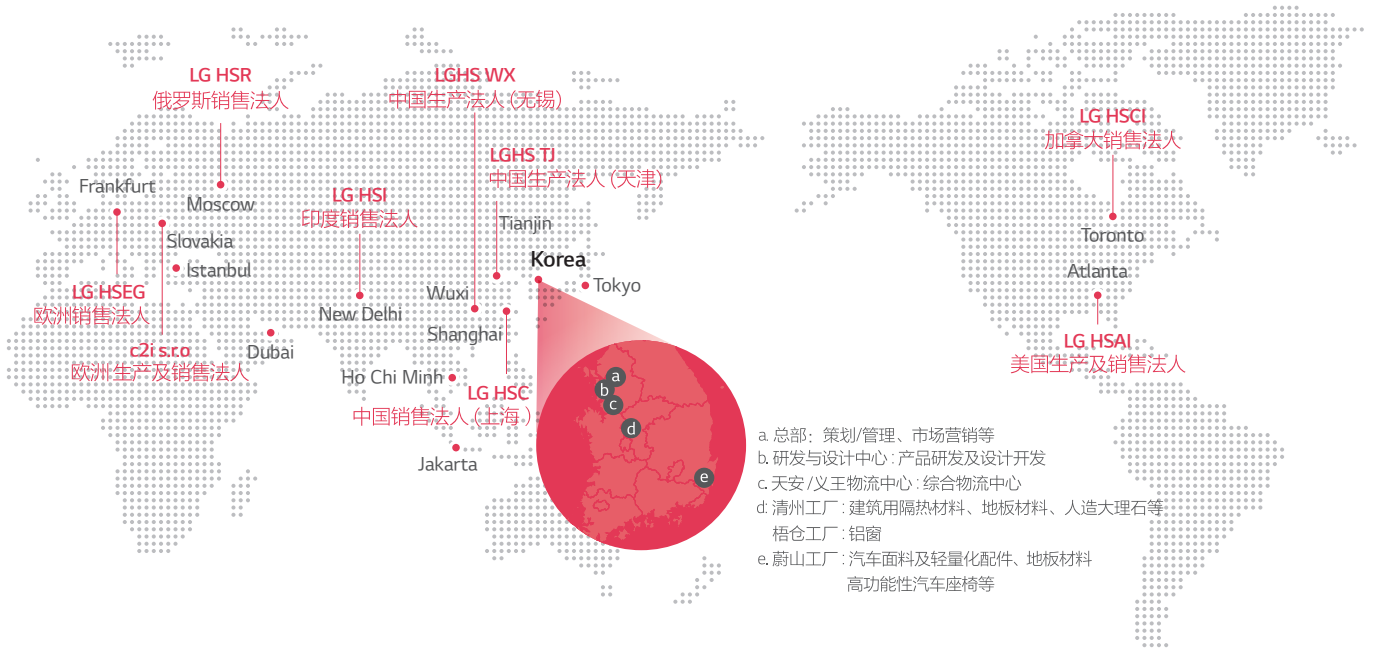 LG HSR
俄罗斯销售法人
LGHS WX
中国生产法人 (无锡)
LG HSCI
加拿大销售法人
LGHS TJ
中国生产法人 (天津)
Frankfurt
Moscow
LG HSI
印度销售法人
Tianjin
Slovakia
Toronto
Istanbul
Korea
Atlanta
Tokyo
LG HSEG
欧洲销售法人
Wuxi
New Delhi
Shanghai
LG HSAI
美国生产及销售法人
c2i s.r.o
欧洲 生产及销售法人
Dubai
Ho Chi Minh
LG HSC
中国销售法人 (上海 )
Jakarta
a
b
c
d
e
a. 总部：策划/管理、市场营销等
b. 研发与设计中心 : 产品研发及设计开发
c. 天安 /义王物流中心 : 综合物流中心
d: 清州工厂 : 建筑用隔热材料、地板材料、人造大理石等
梧仓工厂 : 铝窗
e. 蔚山工厂 : 汽车面料及轻量化配件、地板材料
高功能性汽车座椅等